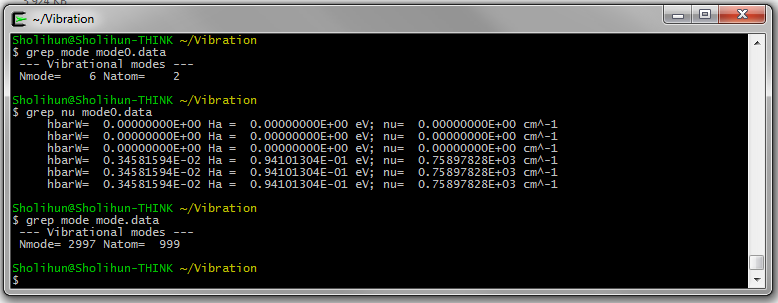 ~/Vibration
Sholihun@Sholihun-THINK ~/Vibration
$ grep mode mode0.data
--- Vibrational modes ---
Nmode=    6 Natom=    2
Sholihun@Sholihun-THINK ~/Vibration
$ grep nu mode0.data
hbarW=  0.00000000E+00 Ha =  0.00000000E+00 eV; nu=  0.00000000E+00 cm^-1
hbarW=  0.00000000E+00 Ha =  0.00000000E+00 eV; nu=  0.00000000E+00 cm^-1
hbarW=  0.00000000E+00 Ha =  0.00000000E+00 eV; nu=  0.00000000E+00 cm^-1
hbarW=  0.34581594E-02 Ha =  0.94101304E-01 eV; nu=  0.75897828E+03 cm^-1
hbarW=  0.34581594E-02 Ha =  0.94101304E-01 eV; nu=  0.75897828E+03 cm^-1
hbarW=  0.34581594E-02 Ha =  0.94101304E-01 eV; nu=  0.75897828E+03 cm^-1
Sholihun@Sholihun-THINK ~/Vibration
$ grep mode mode.data
--- Vibrational modes ---
Nmode= 2997 Natom=  999
Sholihun@Sholihun-THINK ~/Vibration
$